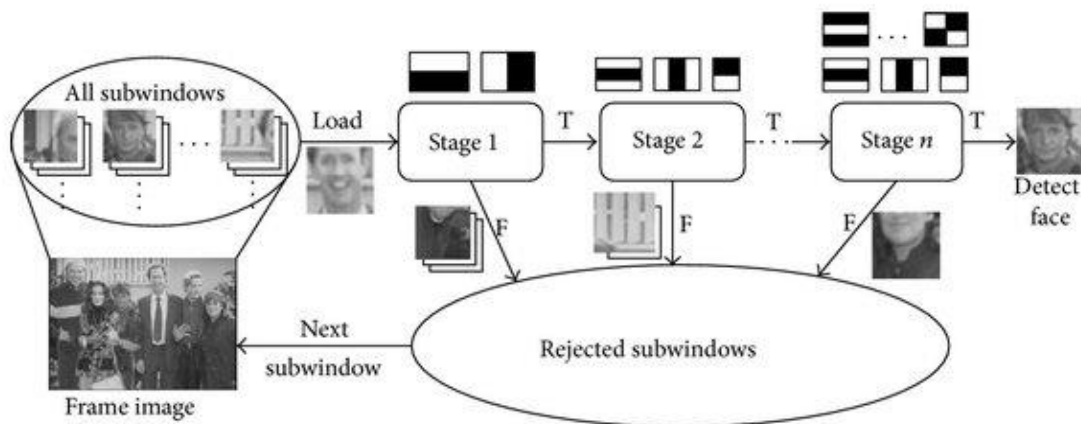 All subwindows
. . .
Load
Stage 1
T
Stage 2
T
. . .
Stage n
T
Detect
face
F
F
F
Next
subwindow
Rejected subwindows
Frame image